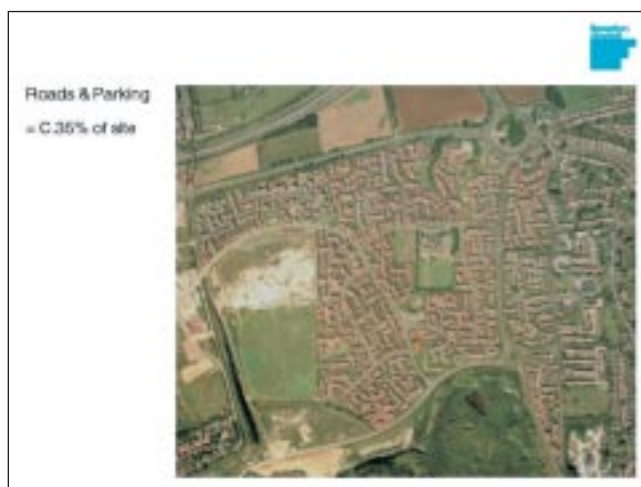 Roads & Parking
= C.35% of site